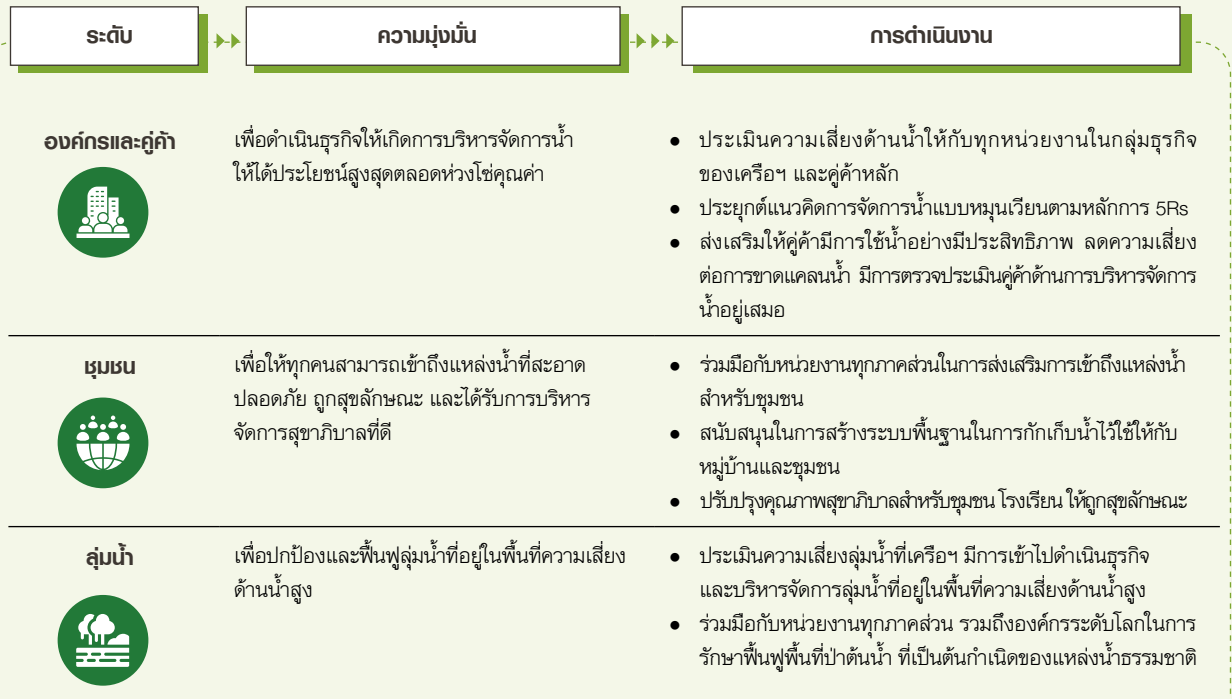 ระดับ
ความมุ่งมั่น
การดำเนินงาน
องค์กรและคู่ค้า
เพื่อดำเนินธุรกิจให้เกิดการบริหารจัดการน้ำ
ให้ได้ประโยชน์สูงสุดตลอดห่วงโซ่คุณค่า
● ประเมินความเสี่ยงด้านน้ำให้กับทุกหน่วยงานในกลุ่มธุรกิจ
ของเครือฯ และคู่ค้าหลัก
● ประยุกต์แนวคิดการจัดการน้ำแบบหมุนเวียนตามหลักการ 5Rs
● ส่งเสริมให้คู่ค้ามีการใช้น้ำอย่างมีประสิทธิภาพ ลดความเสี่ยง
ต่อการขาดแคลนน้ำ มีการตรวจประเมินคู่ค้าด้านการบริหารจัดการ
น้ำอยู่เสมอ
ชุมชน
เพื่อให้ทุกคนสามารถเข้าถึงแหล่งน้ำที่สะอาด
ปลอดภัย ถูกสุขลักษณะ และได้รับการบริหาร
จัดการสุขาภิบาลที่ดี
● ร่วมมือกับหน่วยงานทุกภาคส่วนในการส่งเสริมการเข้าถึงแหล่งน้ำ
สำหรับชุมชน
● สนับสนุนในการสร้างระบบพื้นฐานในการกักเก็บน้ำไว้ใช้ให้กับ
หมู่บ้านและชุมชน
● ปรับปรุงคุณภาพสุขาภิบาลสำหรับชุมชน โรงเรียน ให้ถูกสุขลักษณะ
ลุ่มน้ำ
เพื่อปกป้องและฟื้นฟูลุ่มน้ำที่อยู่ในพื้นที่ความเสี่ยง
ด้านน้ำสูง
● ประเมินความเสี่ยงลุ่มน้ำที่เครือฯ มีการเข้าไปดำเนินธุรกิจ
และบริหารจัดการลุ่มน้ำที่อยู่ในพื้นที่ความเสี่ยงด้านน้ำสูง
● ร่วมมือกับหน่วยงานทุกภาคส่วน รวมถึงองค์กรระดับโลกในการ
รักษาฟื้นฟูพื้นที่ป่าต้นน้ำ ที่เป็นต้นกำเนิดของแหล่งน้ำธรรมชาติ